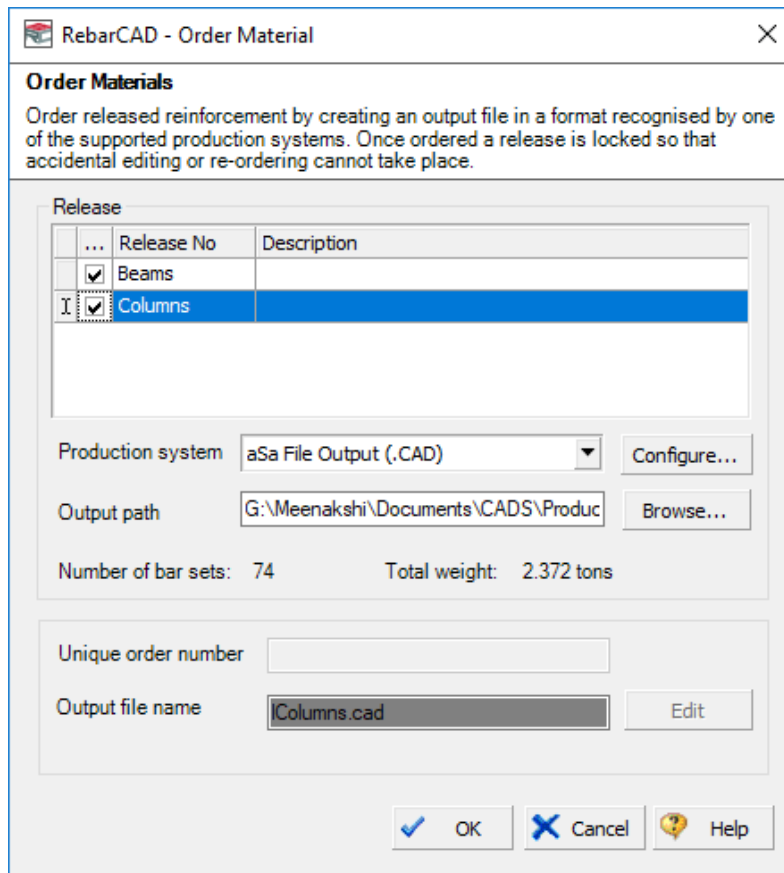 RebarCAD - Order Material
Order Materials
Order released reinforcement by creating an output file in a format recognised by one
of the supported production systems. Once ordered a release is locked so that
accidental editing or re-ordering cannot take place.
Release
... Release No Description
Beams
Columns
Production system aSa File Output (.CAD) Configure...
Output path G:\Meenakshi\Documents\CADS\Produc Browse...
Number of bar sets: 74 Total weight: 2.372 tons
Unique order number
Output file name lColumns.cad Edit
OK Cancel Help